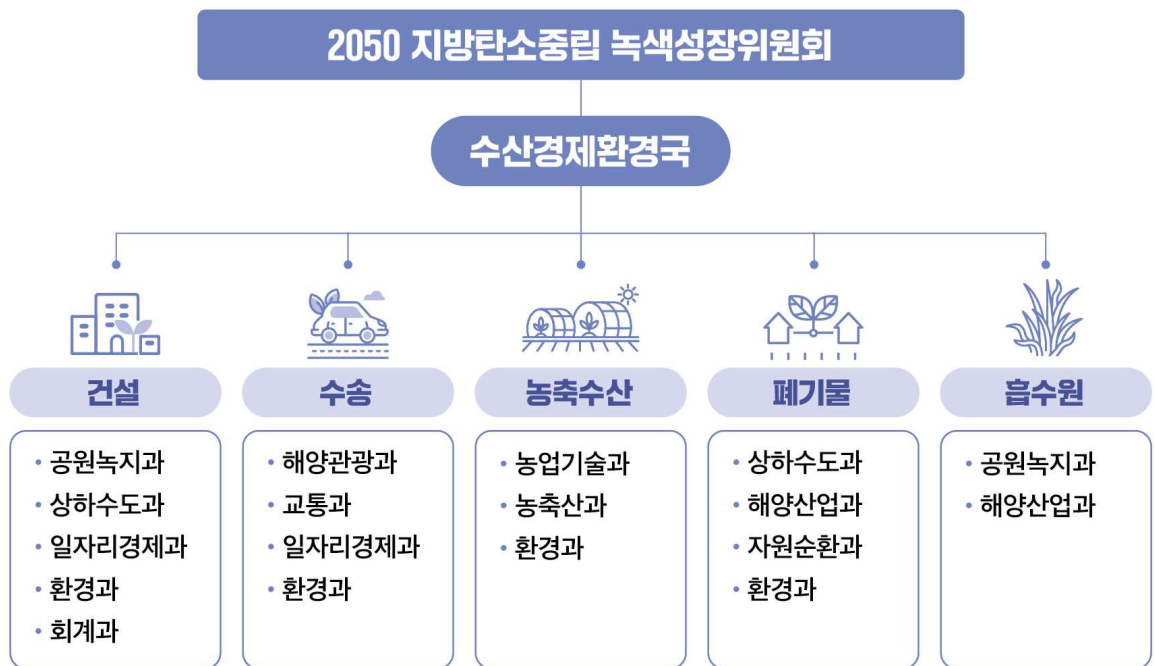 2050 지방탄소중립 녹색성장위원회
수산경제환경국
건설
• 공원녹지과
• 상하수도과
• 일자리경제과
• 환경과
• 회계과
수송
• 해양관광과
• 교통과
• 일자리경제과
• 환경과
농축수산
• 농업기술과
• 농축산과
• 환경과
폐기물
• 상하수도과
• 해양산업과
• 자원순환과
• 환경과
흡수원
• 공원녹지과
• 해양산업과